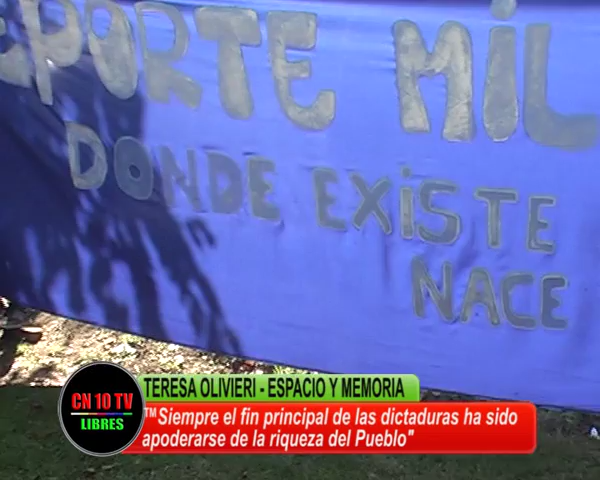 EPORTE MIL
DONDE EXiSTE
NACE
CN 10 TV
LIBRES
TERESA OLIVIERI - ESPACIO Y MEMORIA
™Siempre el fin principal de las dictaduras ha sido
apoderarse de la riqueza del Pueblo"